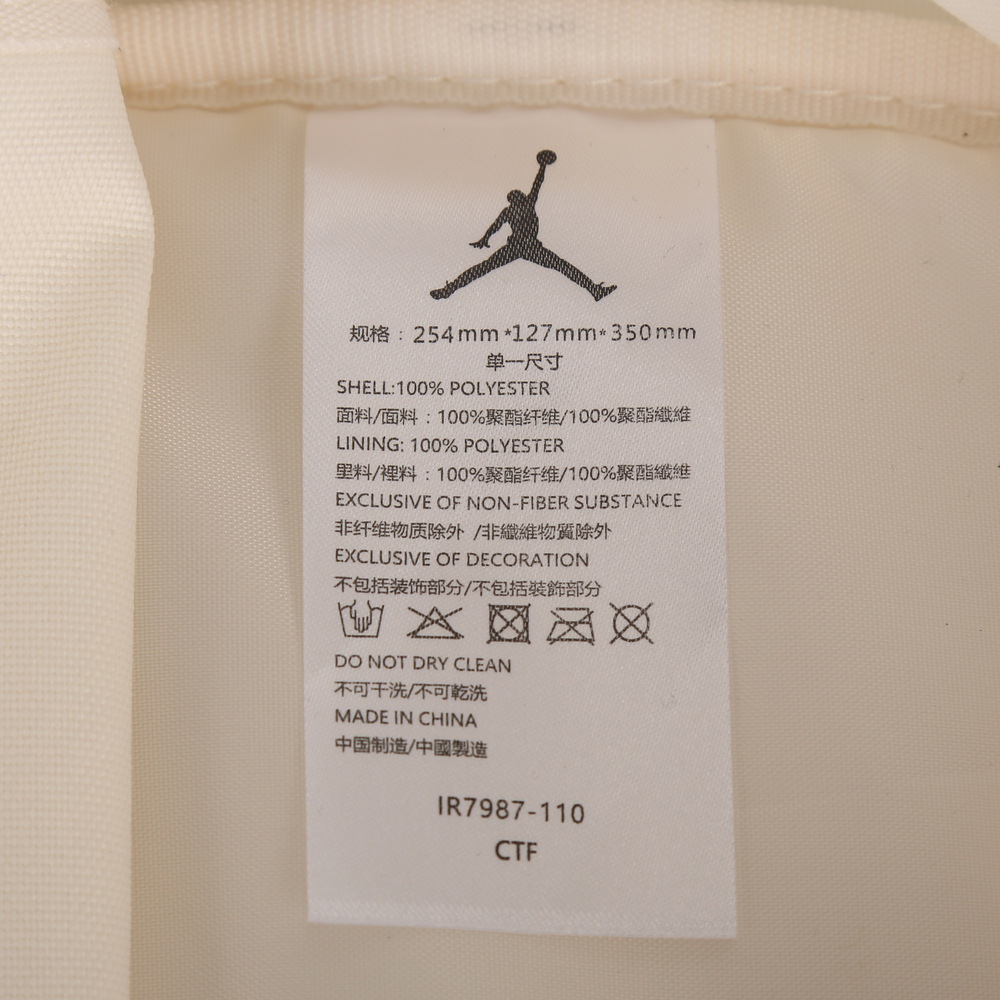 规格：254mm*127mm*350mm
单一尺寸
SHELL:100% POLYESTER
面料/面料：100%聚酯纤维/100%聚酯纖維
LINING: 100% POLYESTER
里料/裡料：100%聚酯纤维/100%聚酯纖維
EXCLUSIVE OF NON-FIBER SUBSTANCE
非纤维物质除外 /非纖維物質除外
EXCLUSIVE OF DECORATION
不包括装饰部分/不包括裝飾部分
DO NOT DRY CLEAN
不可干洗/不可乾洗
MADE IN CHINA
中国制造/中國製造
IR7987-110
CTF